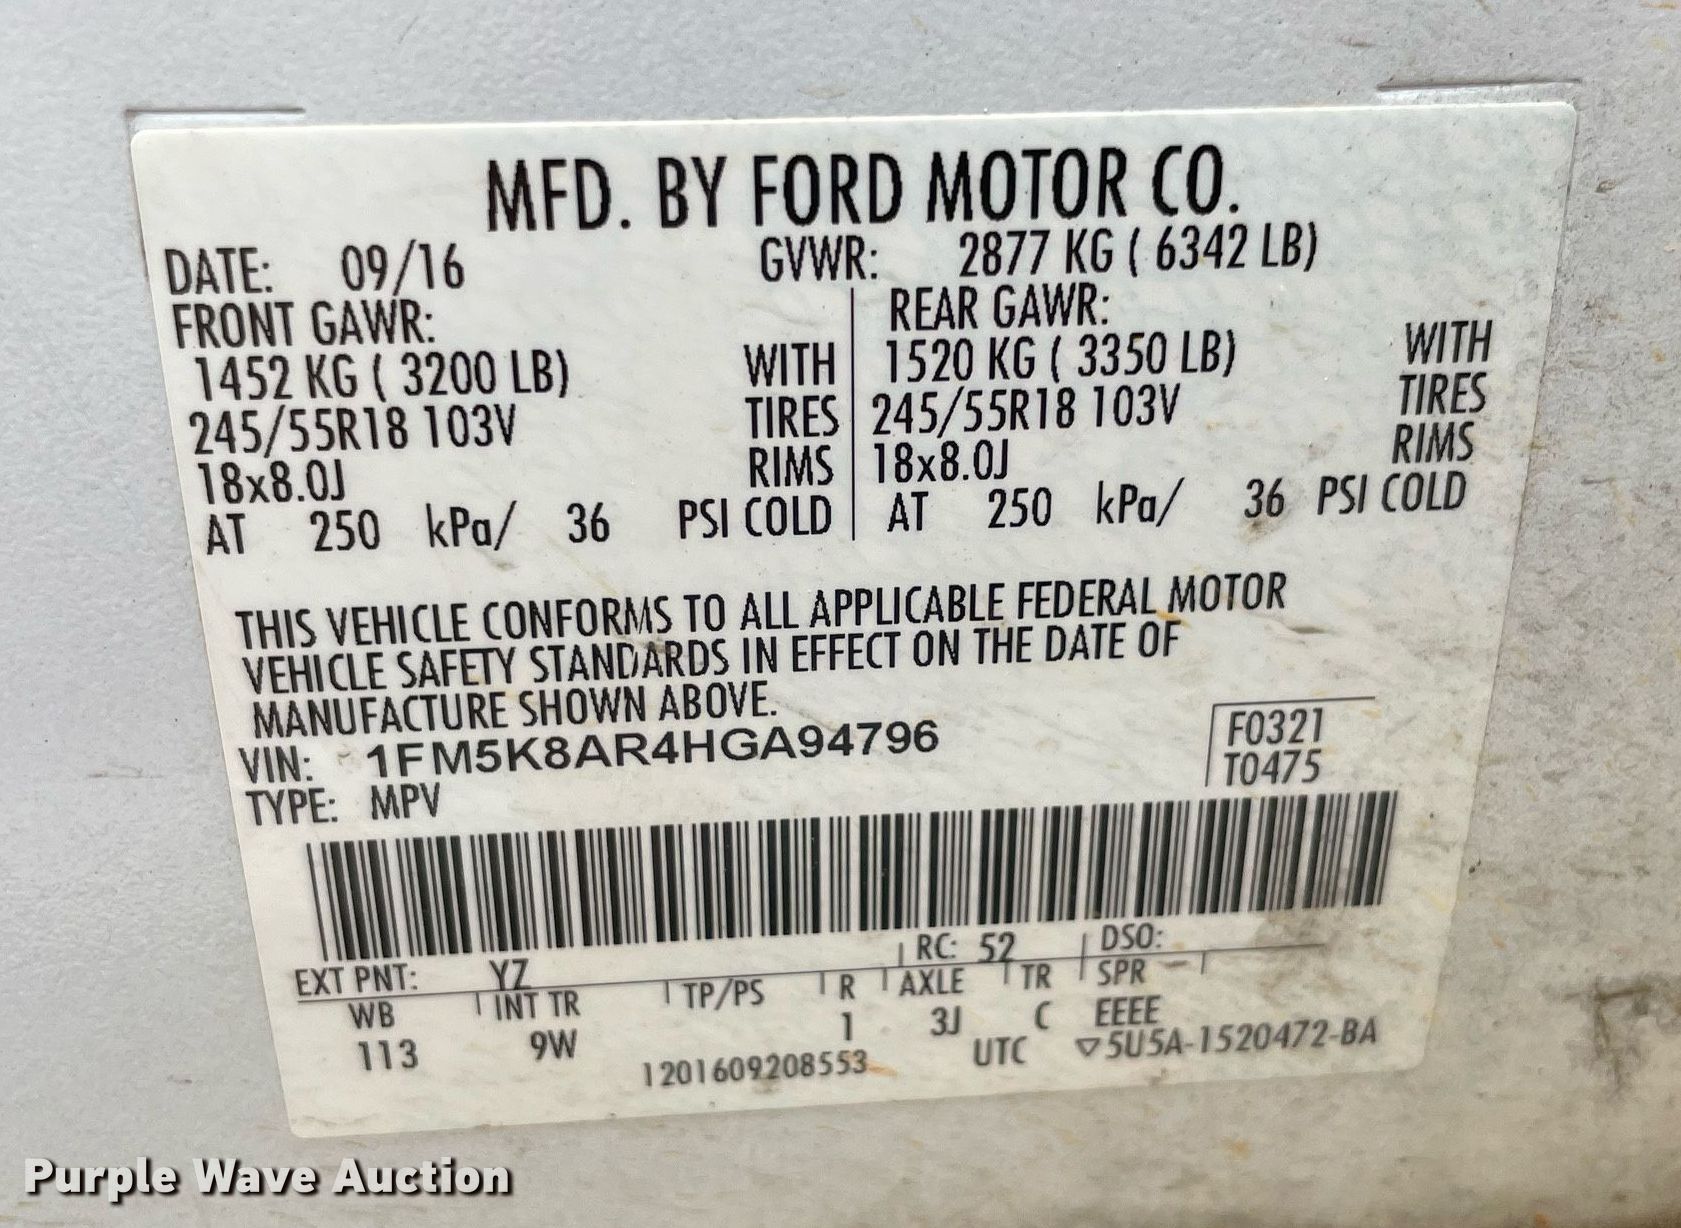 MFD. BY FORD MOTOR CO.
DATE: 09/16 GVWR: 2877 KG ( 6342 LB)
FRONT GAWR: REAR GAWR:
1452 KG ( 3200 LB) WITH 1520 KG ( 3350 LB) WITH
245/55R18 103V TIRES 245/55R18 103V TIRES
18x8.0J RIMS 18x8.0J RIMS
AT 250 kPa/ 36 PSI COLD AT 250 kPa/ 36 PSI COLD
THIS VEHICLE CONFORMS TO ALL APPLICABLE FEDERAL MOTOR
VEHICLE SAFETY STANDARDS IN EFFECT ON THE DATE OF
MANUFACTURE SHOWN ABOVE.
VIN: 1FM5K8AR4HGA94796 F0321
TYPE: MPV T0475
EXT PNT: YZ RC: 52 DSO:
WB INT TR TP/PS R AXLE TR SPR
113 9W 1 3J C EEEE
1201609208553 UTC ▽5U5A-1520472-BA
Purple Wave Auction